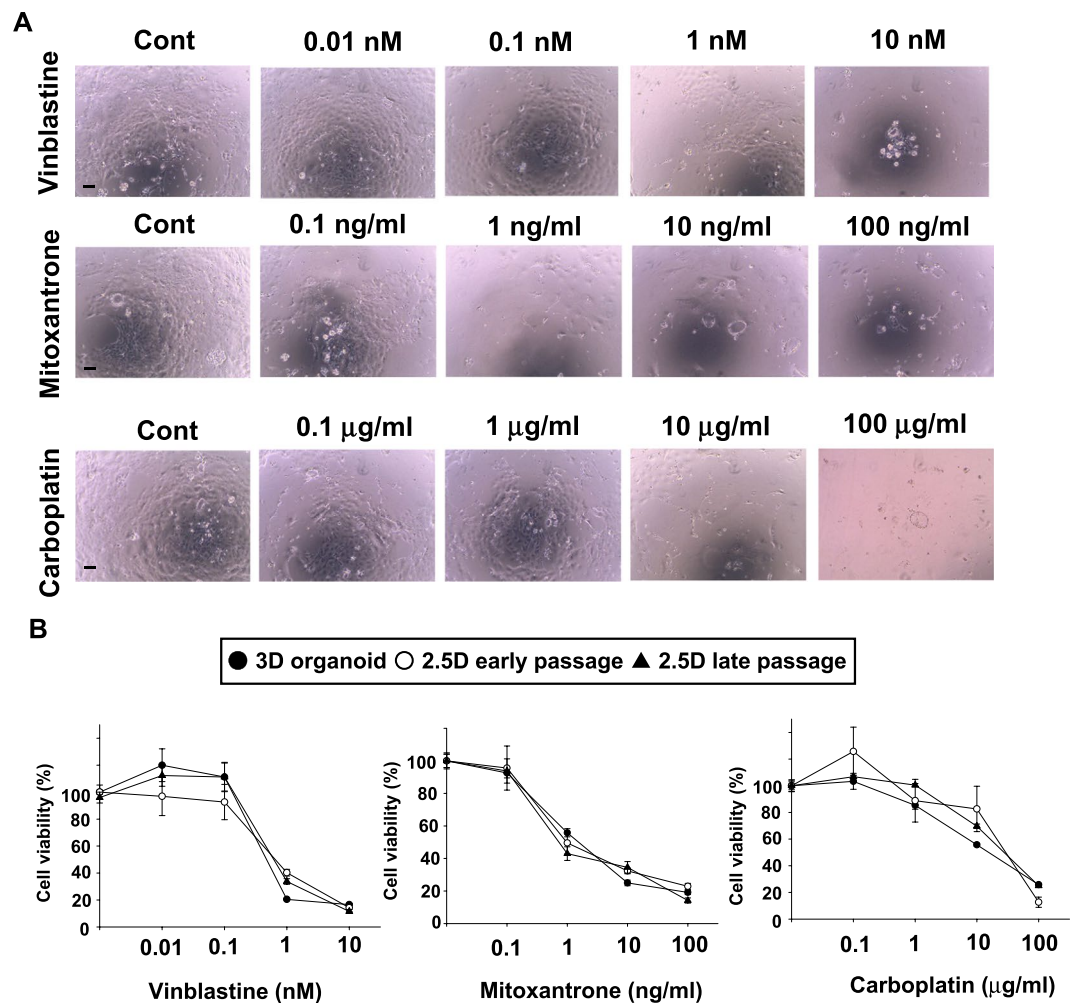 A
Cont 0.01 nM 0.1 nM 1 nM 10 nM
Vinblastine
Cont 0.1 ng/ml 1 ng/ml 10 ng/ml 100 ng/ml
Mitoxantrone
Cont 0.1 μg/ml 1 μg/ml 10 μg/ml 100 μg/ml
Carboplatin
B
3D organoid 2.5D early passage 2.5D late passage
Cell viability (%)
100
80
60
40
20
0
0.01 0.1 1 10
Vinblastine (nM)
Cell viability (%)
100
80
60
40
20
0
0.1 1 10 100
Mitoxantrone (ng/ml)
Cell viability (%)
100
80
60
40
20
0
0.1 1 10 100
Carboplatin (μg/ml)